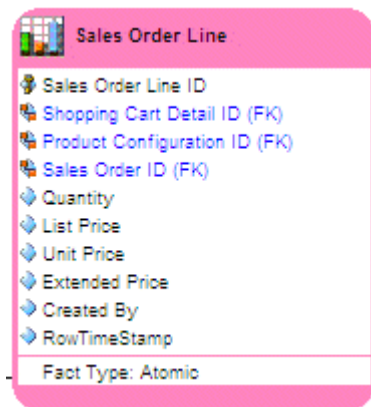 Sales Order Line
Sales Order Line ID
Shopping Cart Detail ID (FK)
Product Configuration ID (FK)
Sales Order ID (FK)
Quantity
List Price
Unit Price
Extended Price
Created By
RowTimeStamp
Fact Type: Atomic